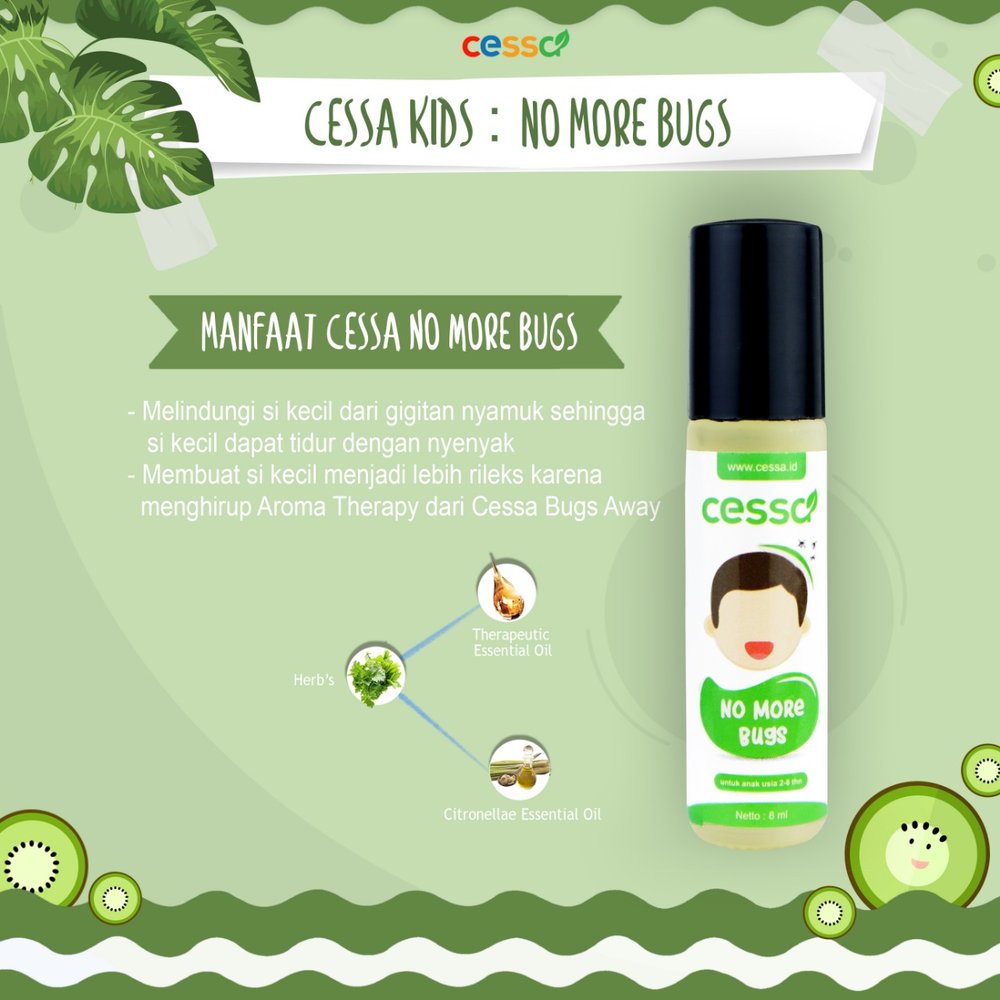 cessa
CESSA KIDS : NO MORE BUGS
MANFAAT CESSA NO MORE BUGS
- Melindungi si kecil dari gigitan nyamuk sehingga
si kecil dapat tidur dengan nyenyak
- Membuat si kecil menjadi lebih rileks karena
menghirup Aroma Therapy dari Cessa Bugs Away
Therapeutic
Essential Oil
Herb's
Citronellae Essential Oil
www.cessa.id
cessa
NO MORE
BUGS
untuk anak usia 2-6 thn
Netto : 8 ml